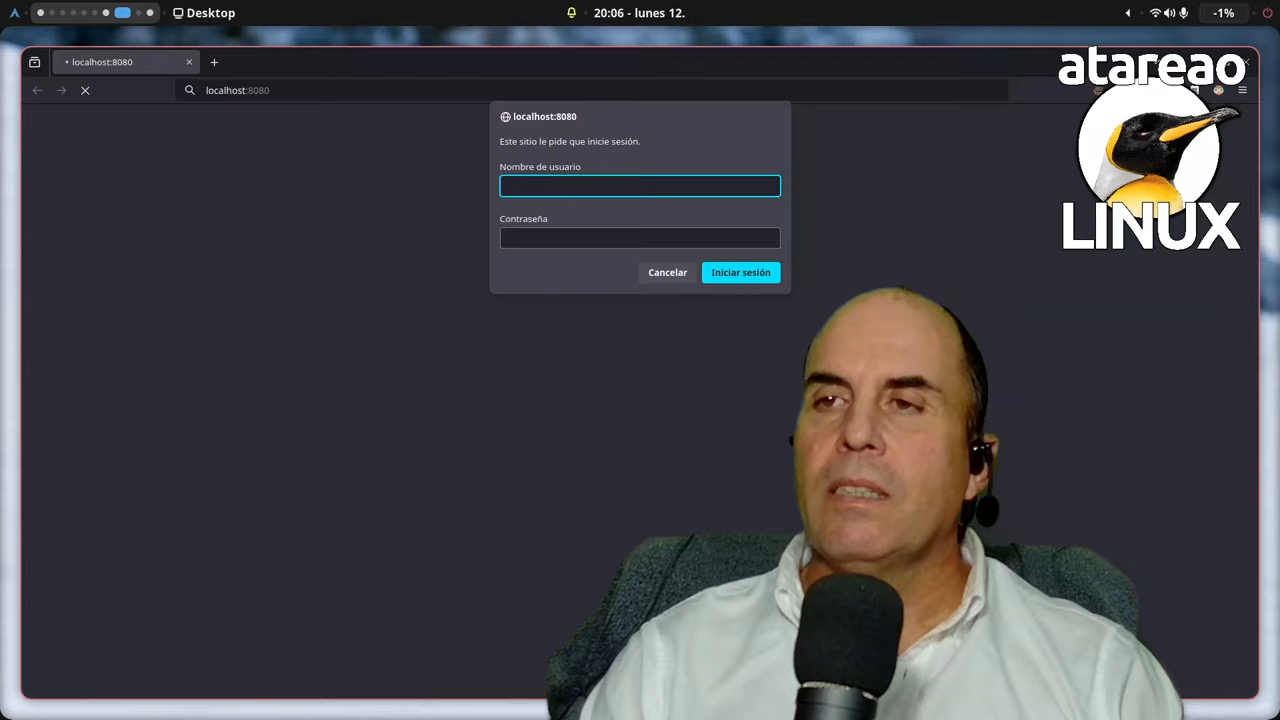 Desktop
20:06 - lunes 12.
-1%
localhost:8080
localhost:8080
localhost:8080
Este sitio le pide que inicie sesión.
Nombre de usuario
Contraseña
Cancelar
Iniciar sesión
atareao
LINUX